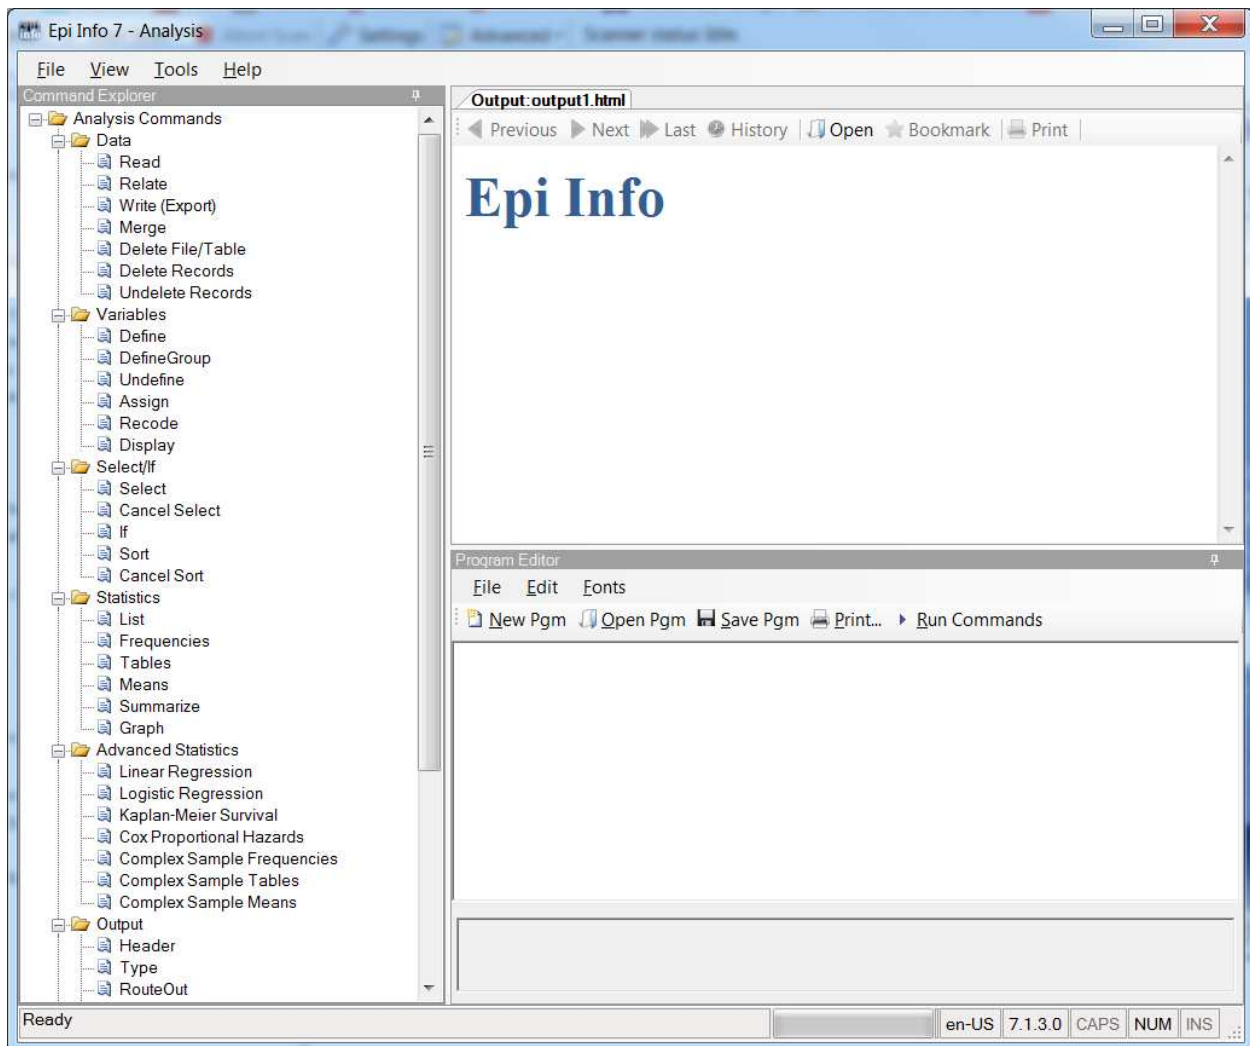 Epi Info 7 - Analysis
File View Tools Help
Command Explorer
Analysis Commands
Data
Read
Relate
Write (Export)
Merge
Delete File/Table
Delete Records
Undelete Records
Variables
Define
DefineGroup
Undefine
Assign
Recode
Display
Select/If
Select
Cancel Select
If
Sort
Cancel Sort
Statistics
List
Frequencies
Tables
Means
Summarize
Graph
Advanced Statistics
Linear Regression
Logistic Regression
Kaplan-Meier Survival
Cox Proportional Hazards
Complex Sample Frequencies
Complex Sample Tables
Complex Sample Means
Output
Header
Type
RouteOut
Output:output1.html
Previous Next Last History Open Bookmark Print
Epi Info
Program Editor
File Edit Fonts
New Pgm Open Pgm Save Pgm Print... Run Commands
Ready
en-US 7.1.3.0 CAPS NUM INS